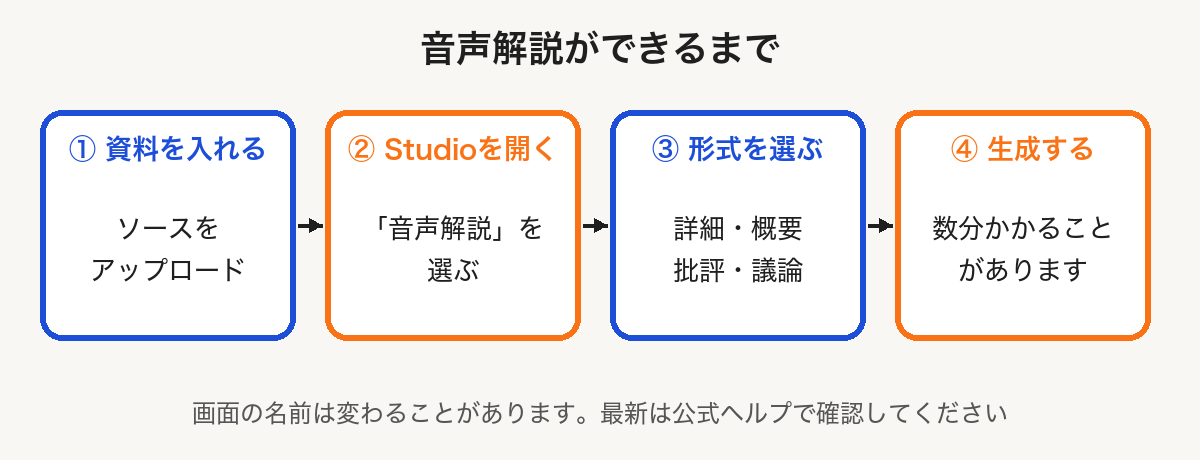 音声解説ができるまで
① 資料を入れる
ソースを
アップロード
② Studioを開く
「音声解説」を
選ぶ
③ 形式を選ぶ
詳細・概要
批評・議論
④ 生成する
数分かかること
があります
画面の名前は変わることがあります。最新は公式ヘルプで確認してください